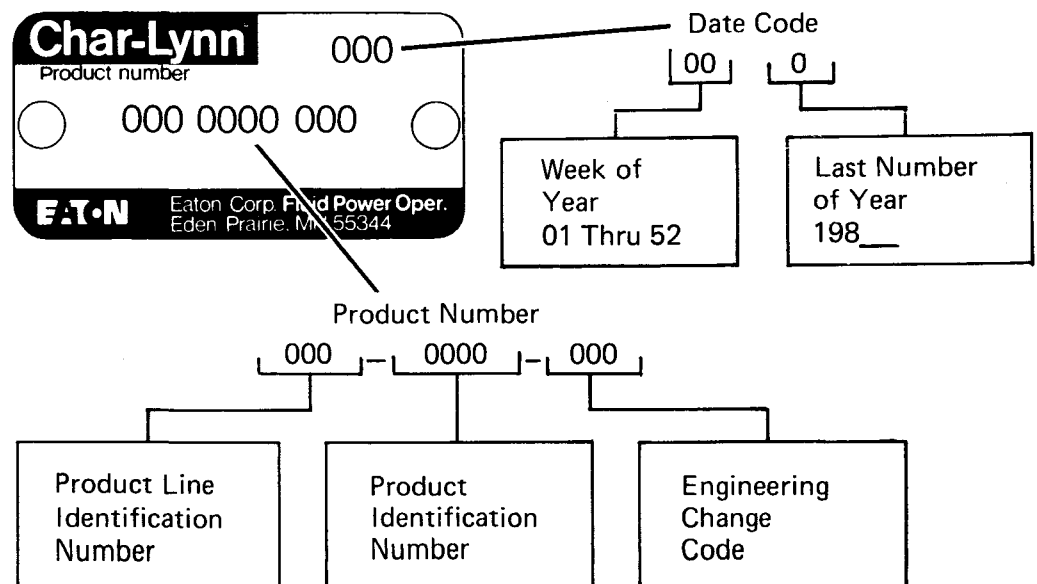 Char-Lynn
000
Product number
000 0000 000
EATON
Eaton Corp. Fluid Power Oper.
Eden Prairie, MN 55344
Date Code
00 0
Week of
Year
01 Thru 52
Last Number
of Year
198__
Product Number
000 – 0000 – 000
Product Line
Identification
Number
Product
Identification
Number
Engineering
Change
Code